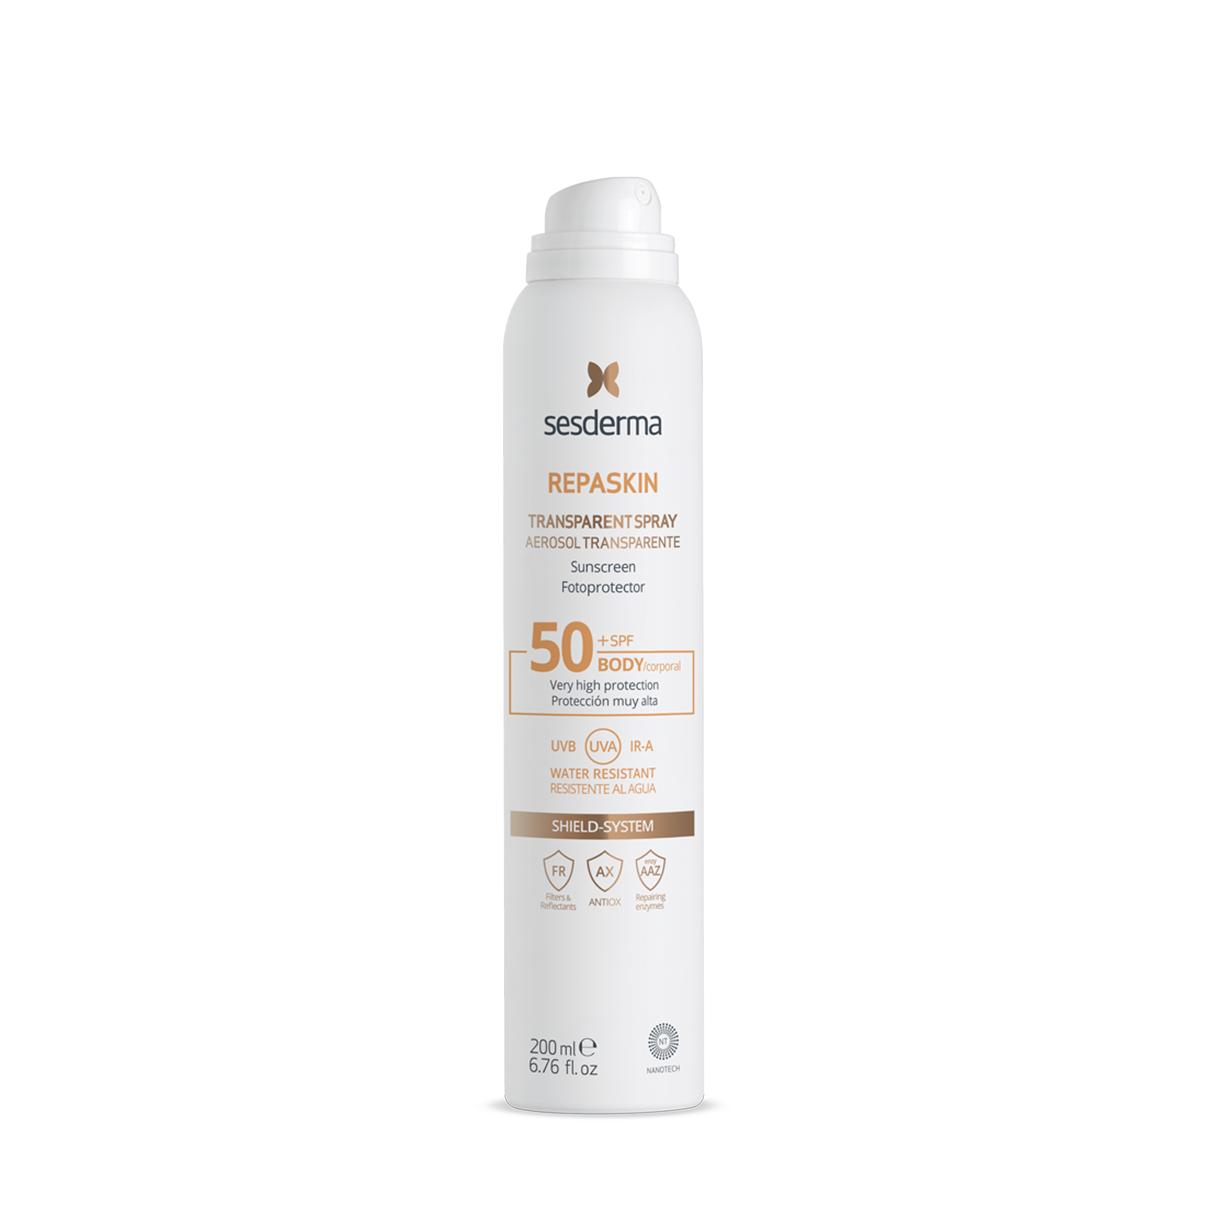 sesderma
REPASKIN
TRANSPARENT SPRAY
AEROSOL TRANSPARENTE
Sunscreen
Fotoprotector
50 +SPF
BODY/corporal
Very high protection
Protección muy alta
UVB UVA IR-A
WATER RESISTANT
RESISTENTE AL AGUA
SHIELD-SYSTEM
FR AX enzy AAZ
Filters & Reflectants
ANTIOX
Repairing enzymes
200 ml ℮
6.76 fl. oz
NT
NANOTECH